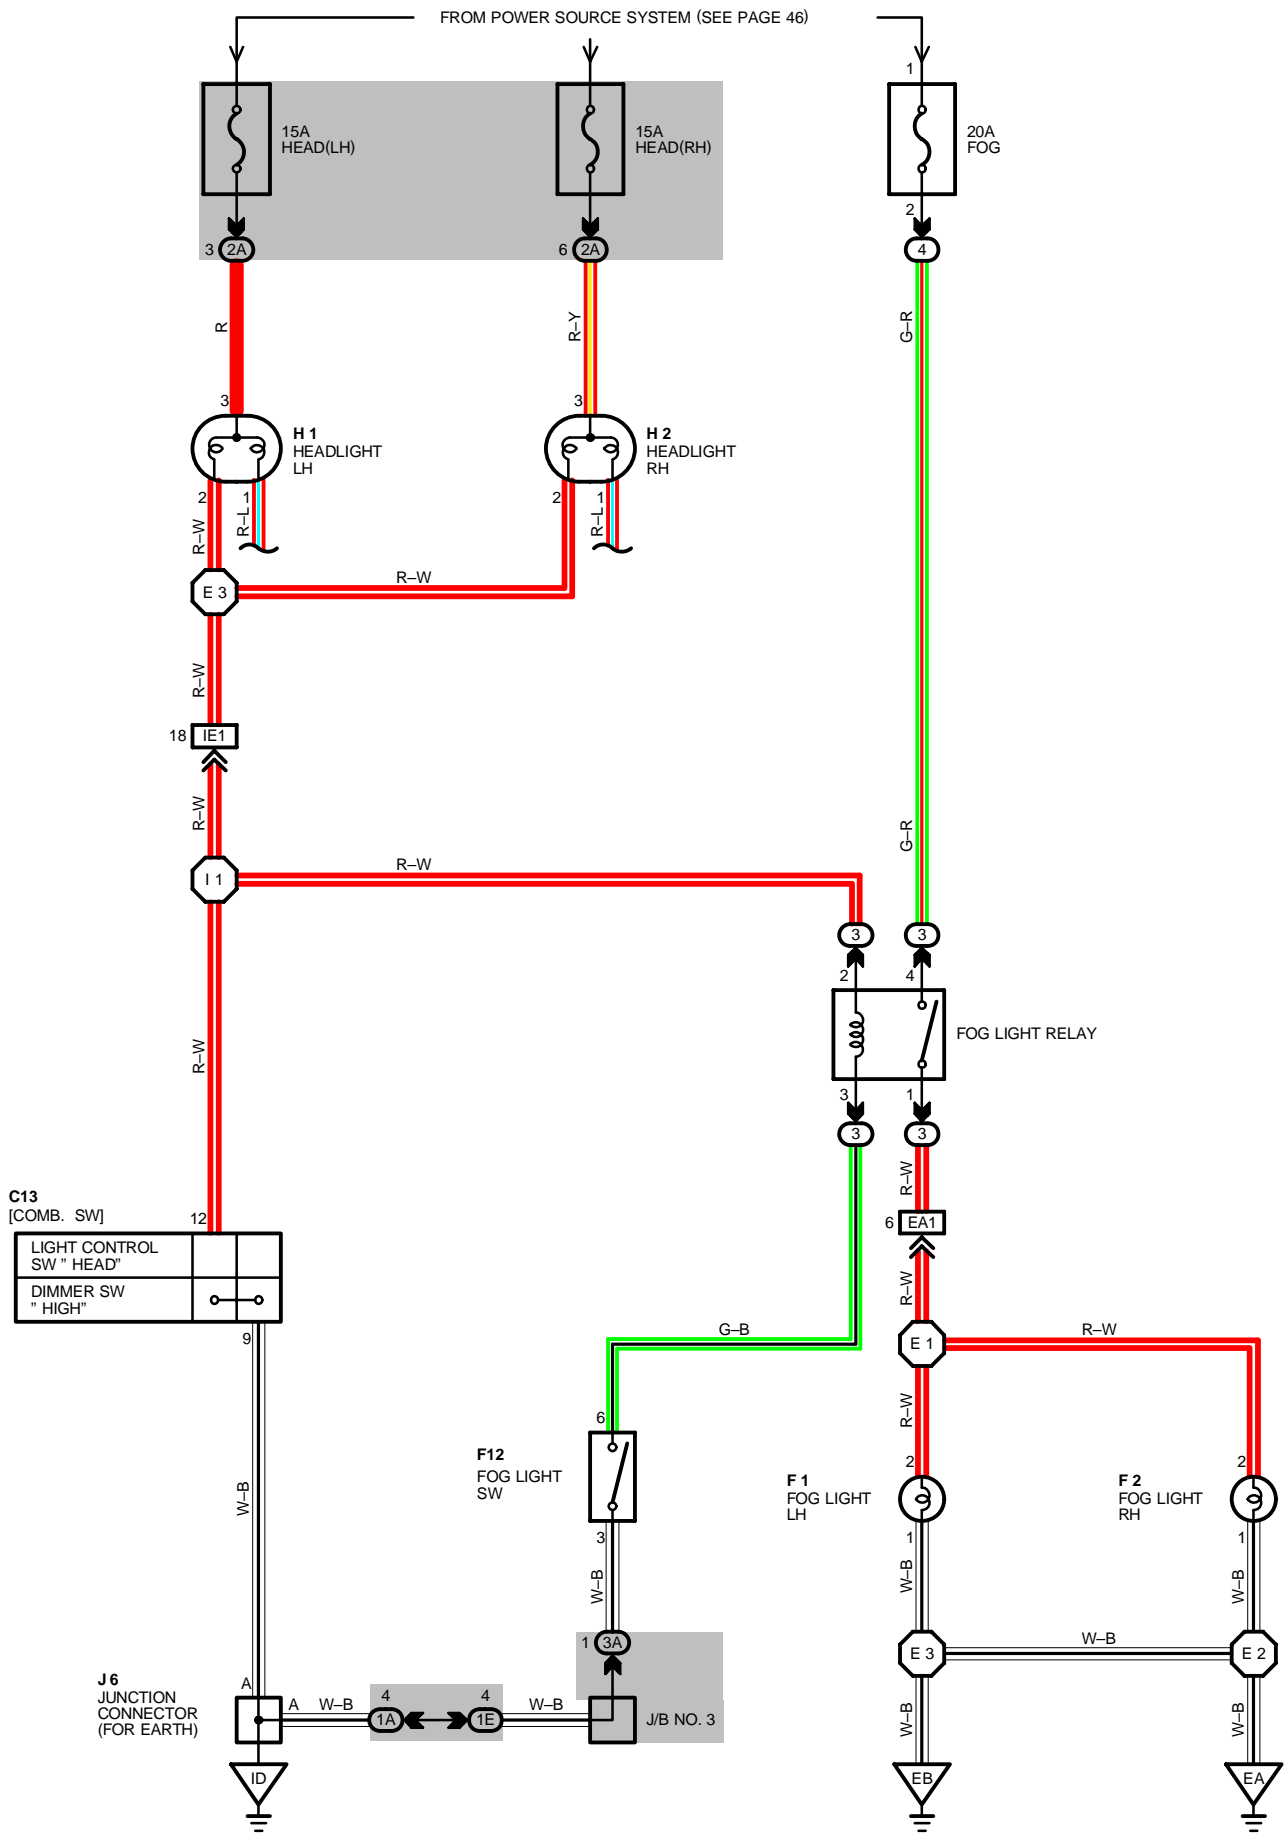 FROM POWER SOURCE SYSTEM (SEE PAGE 46)
1
15A
HEAD(LH)
15A
HEAD(RH)
20A
FOG
2
3 2A
6 2A
4
R
R–Y
G–R
3
3
H 1
HEADLIGHT
LH
H 2
HEADLIGHT
RH
2
1
2
1
R–W
R–L
R–L
E 3
R–W
R–W
18 IE1
R–W
G–R
I 1
R–W
3
3
2
4
FOG LIGHT RELAY
R–W
3
1
3
3
R–W
C13
[COMB. SW]
12
6 EA1
LIGHT CONTROL
SW " HEAD"
DIMMER SW
" HIGH"
R–W
9
G–B
E 1
R–W
R–W
6
F12
FOG LIGHT
SW
2
F 1
FOG LIGHT
LH
2
F 2
FOG LIGHT
RH
W–B
3
1
1
W–B
W–B
W–B
1 3A
E 3
W–B
E 2
J 6
JUNCTION
CONNECTOR
(FOR EARTH)
A
A
W–B
4
1A
4
1E
W–B
J/B NO. 3
W–B
W–B
ID
EB
EA